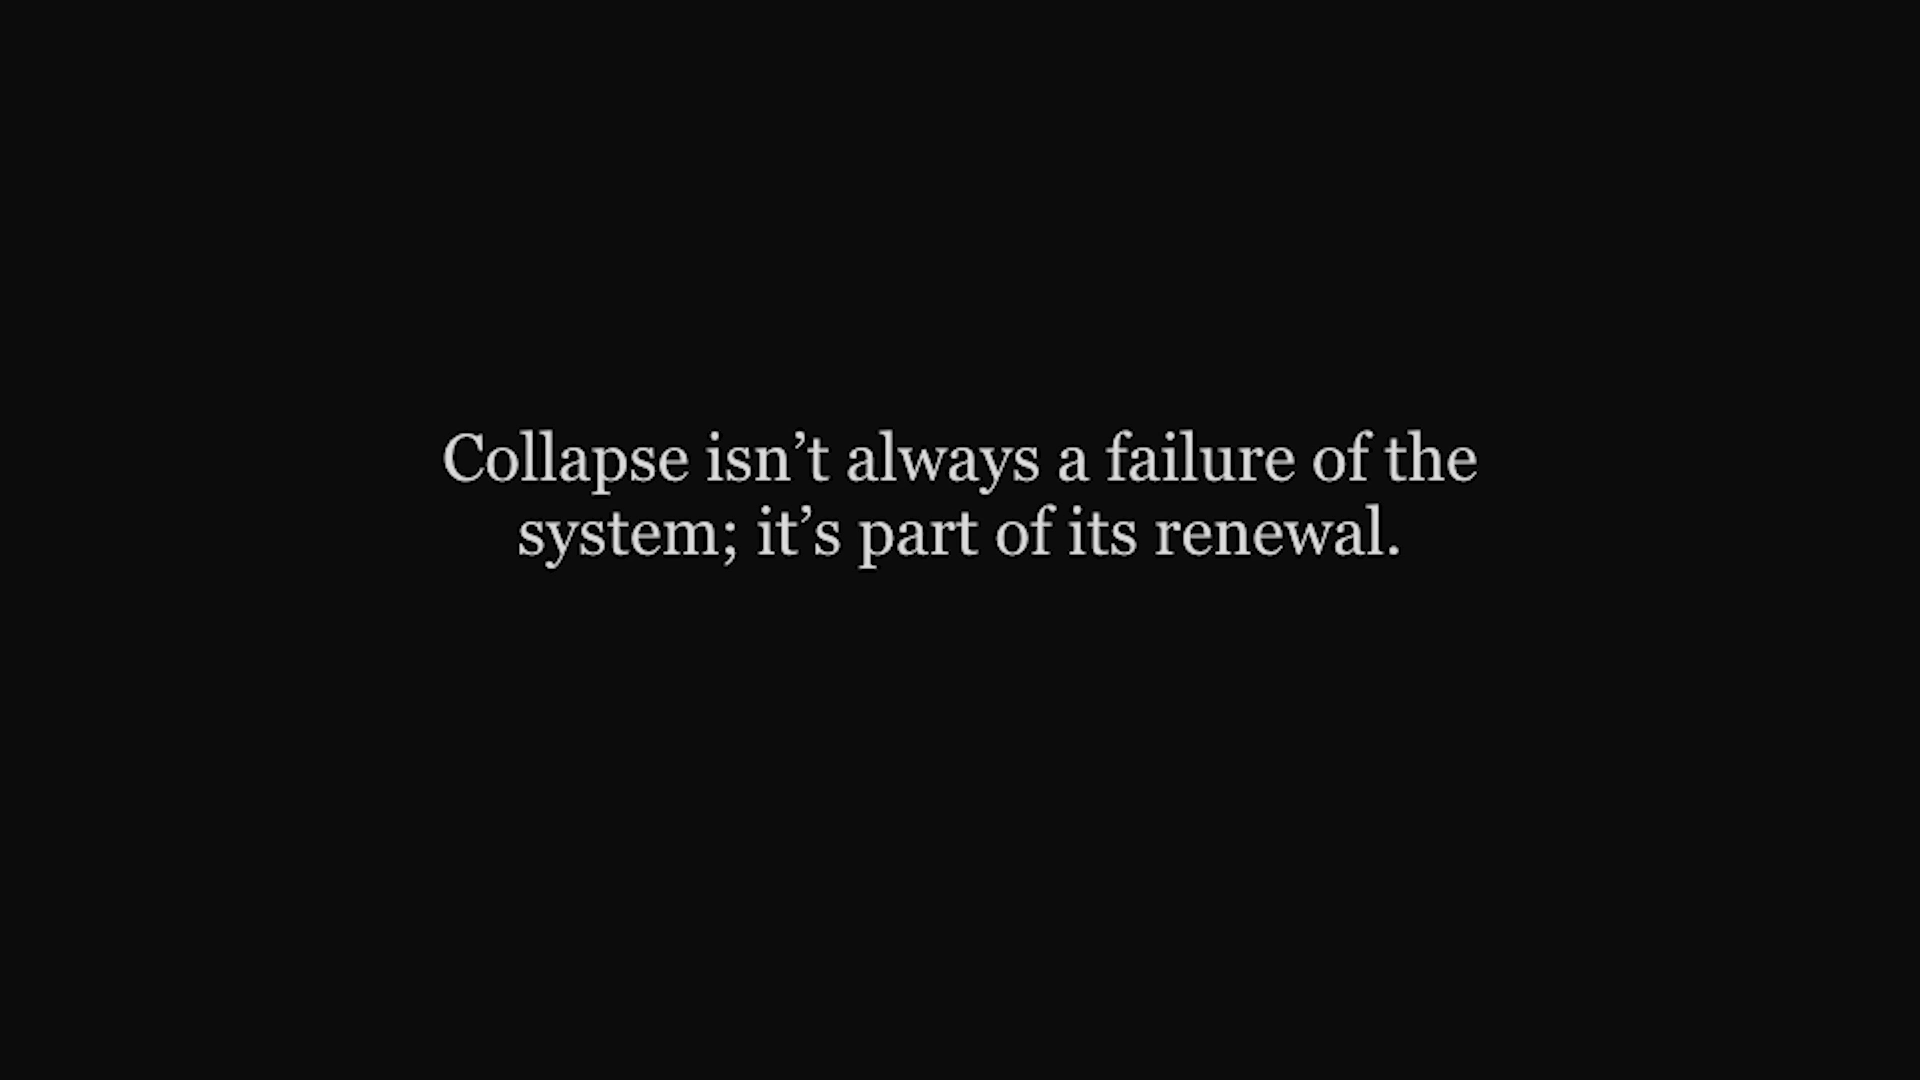 Collapse isn’t always a failure of the
system; it’s part of its renewal.